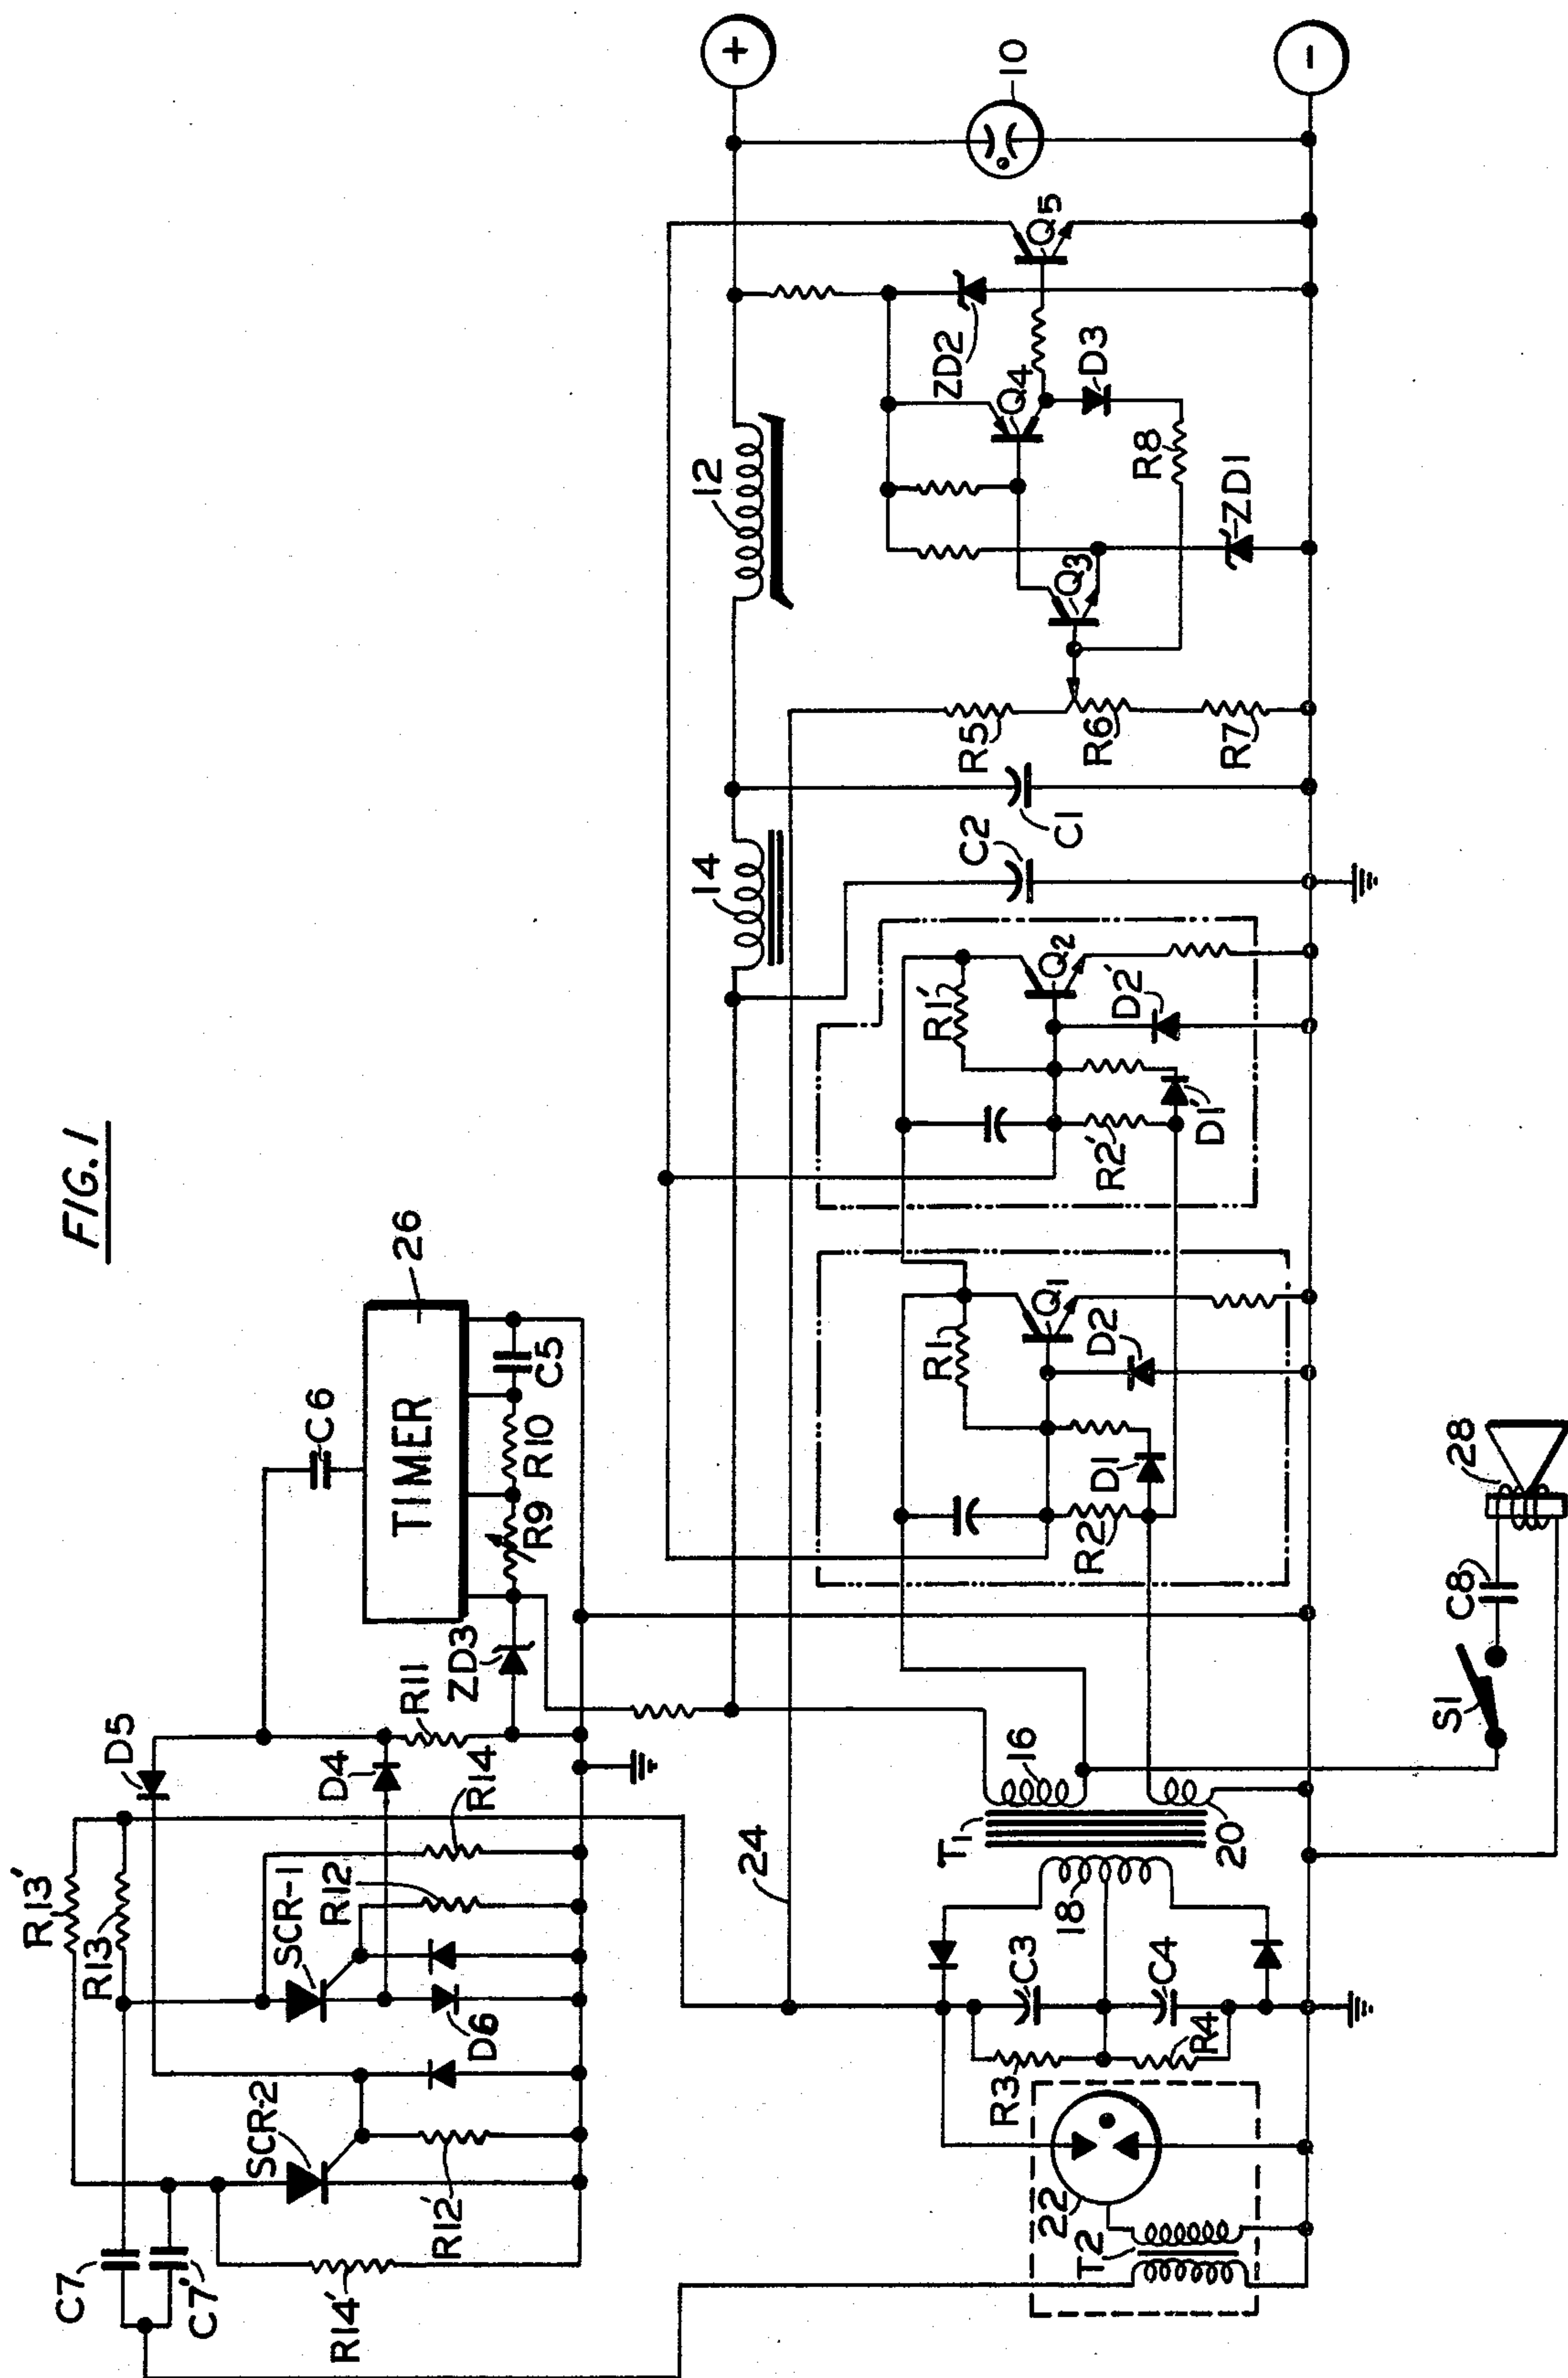 FIG. 1
C7
C7'
R14'
R13'
R13
SCR-2
R12'
SCR-1
D6
R12
R14
D5
D4
R11
ZD3
C6
TIMER
26
R9
R10
C5
24
14
12
+
10
-
T2
22
R3
R4
C3
C4
18
T1
16
20
S1
C8
28
R2
D1
R1
D2
Q1
R2'
D1'
R1'
D2'
Q2
C2
C1
R5
R6
R7
Q3
ZD1
R8
Q4
D3
ZD2
Q5